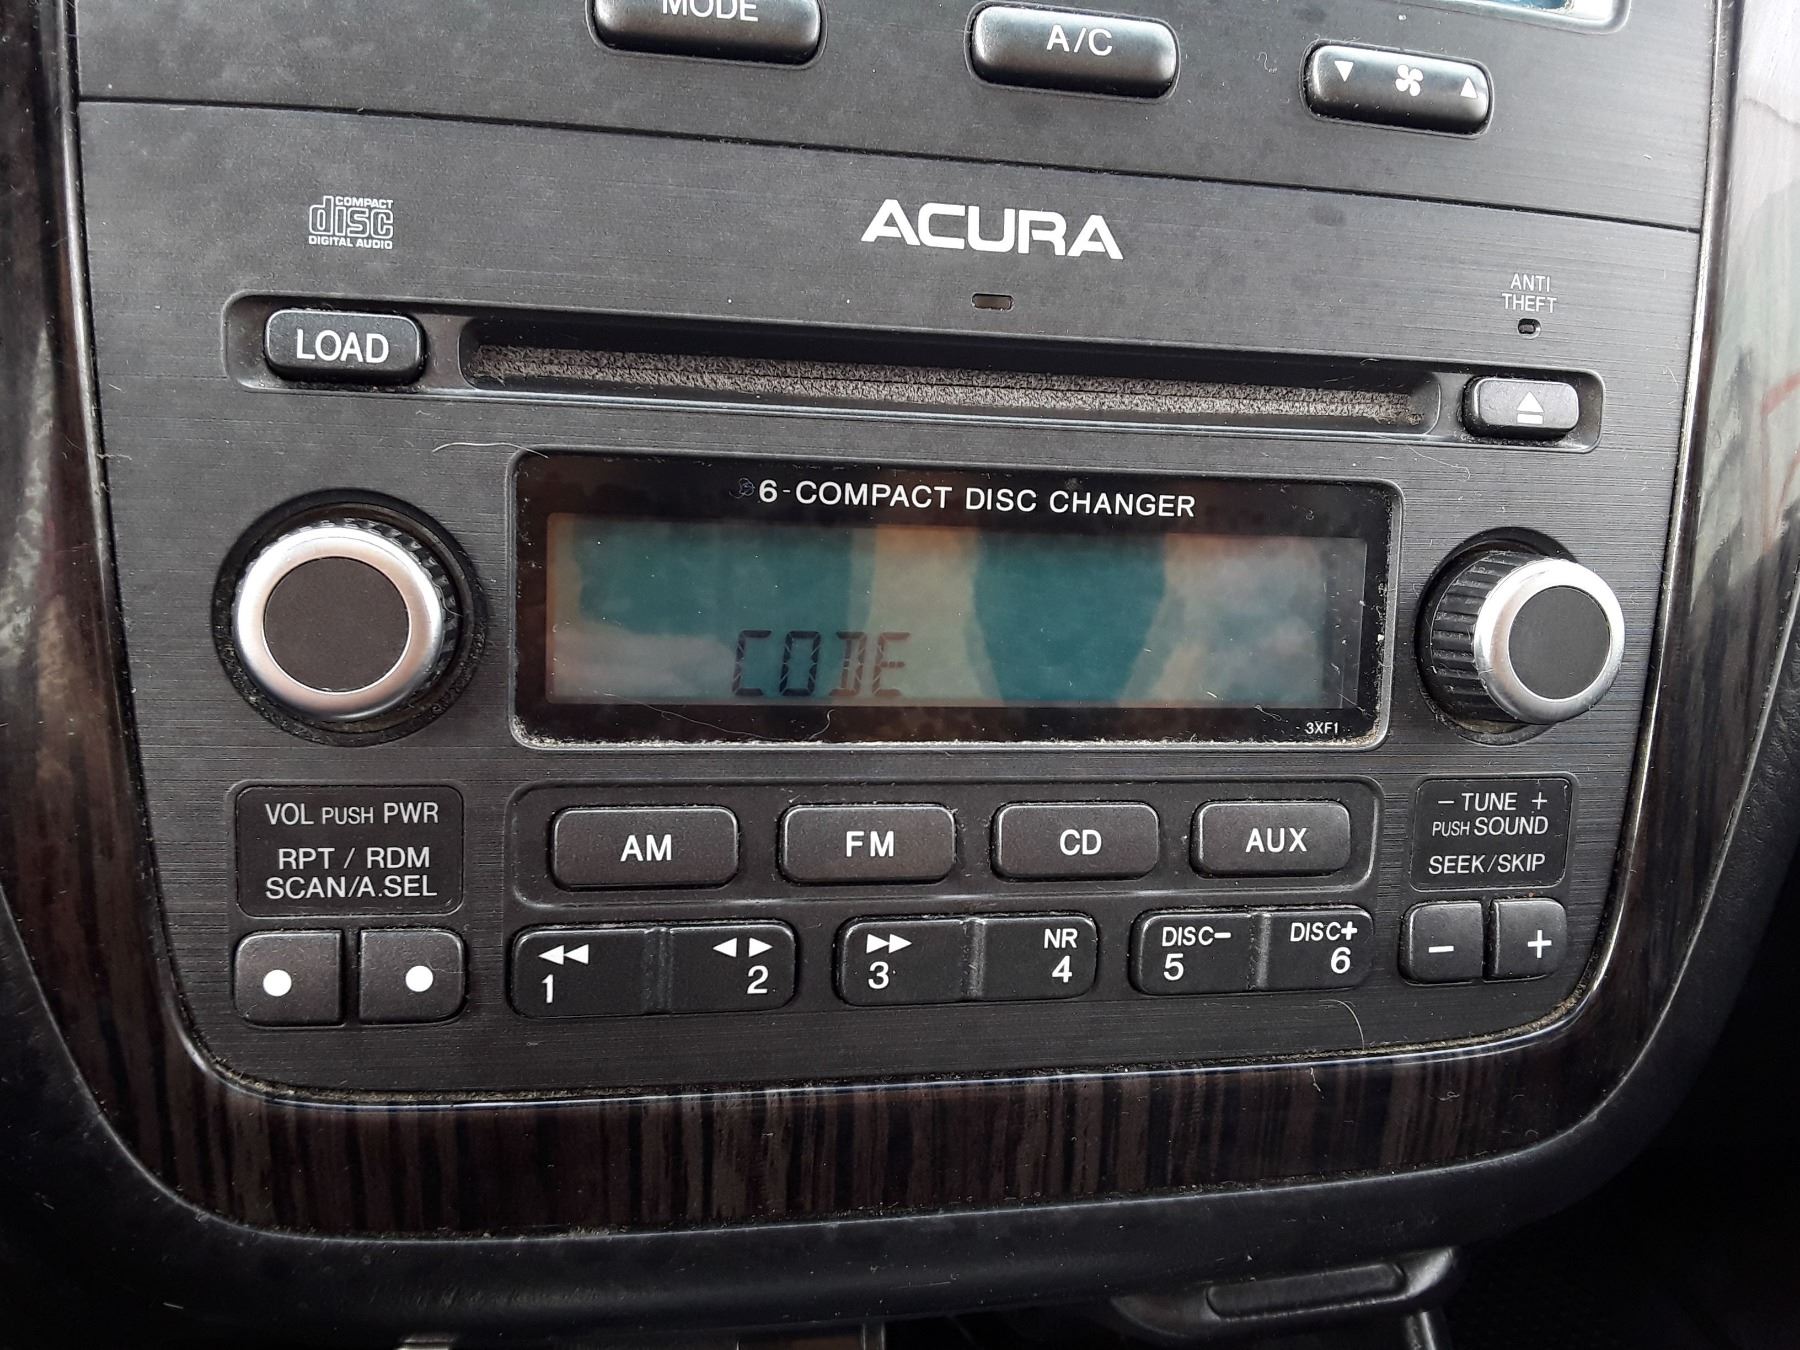 MODE
A/C
COMPACT
disc
DIGITAL AUDIO
ACURA
ANTI
THEFT
LOAD
6-COMPACT DISC CHANGER
CODE
3XF1
VOL PUSH PWR
RPT / RDM
SCAN/A.SEL
AM
FM
CD
AUX
- TUNE +
PUSH SOUND
SEEK/SKIP
1
2
3
NR
4
DISC-
5
DISC+
6
- +